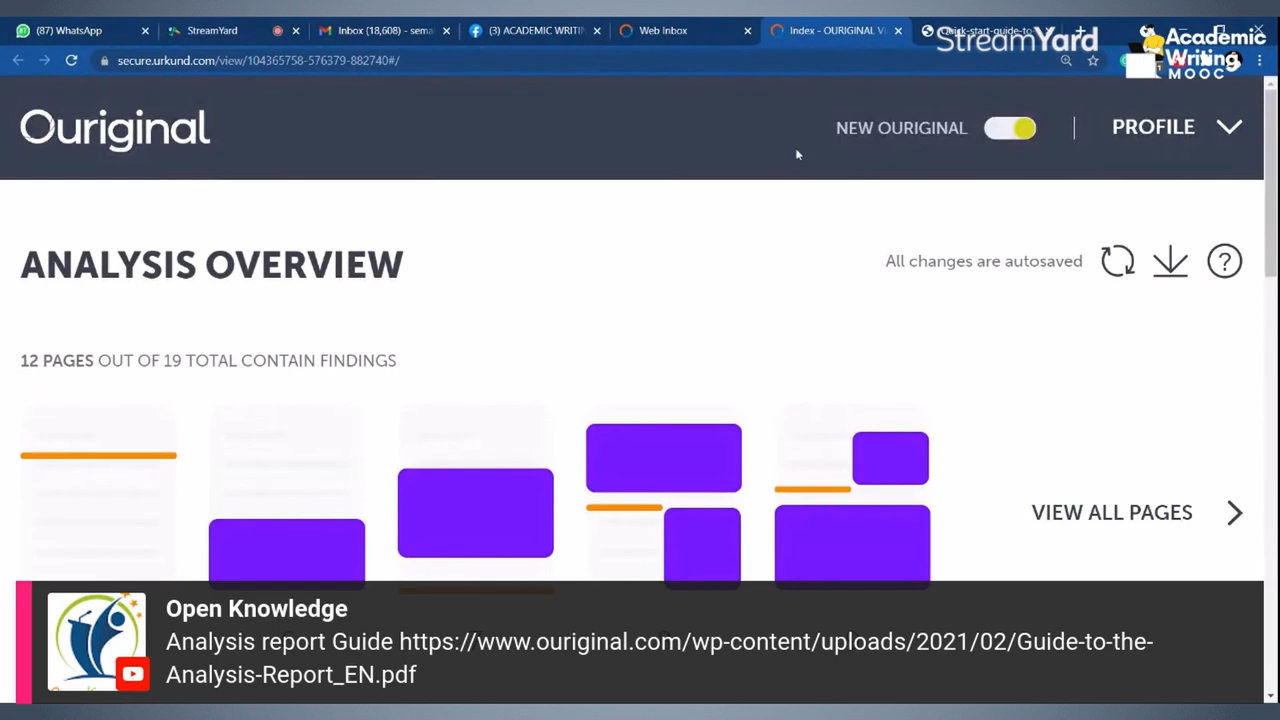 (87) WhatsApp
StreamYard
Inbox (18,608) - sema
(3) ACADEMIC WRITIN
Web Inbox
Index - OURIGINAL V
StreamYard
Academic
Writing
MOOC
secure.urkund.com/view/104365758-576379-882740#/
Ouriginal
NEW OURIGINAL
PROFILE
ANALYSIS OVERVIEW
All changes are autosaved
?
12 PAGES OUT OF 19 TOTAL CONTAIN FINDINGS
VIEW ALL PAGES
Open Knowledge
Analysis report Guide https://www.ouriginal.com/wp-content/uploads/2021/02/Guide-to-the-
Analysis-Report_EN.pdf